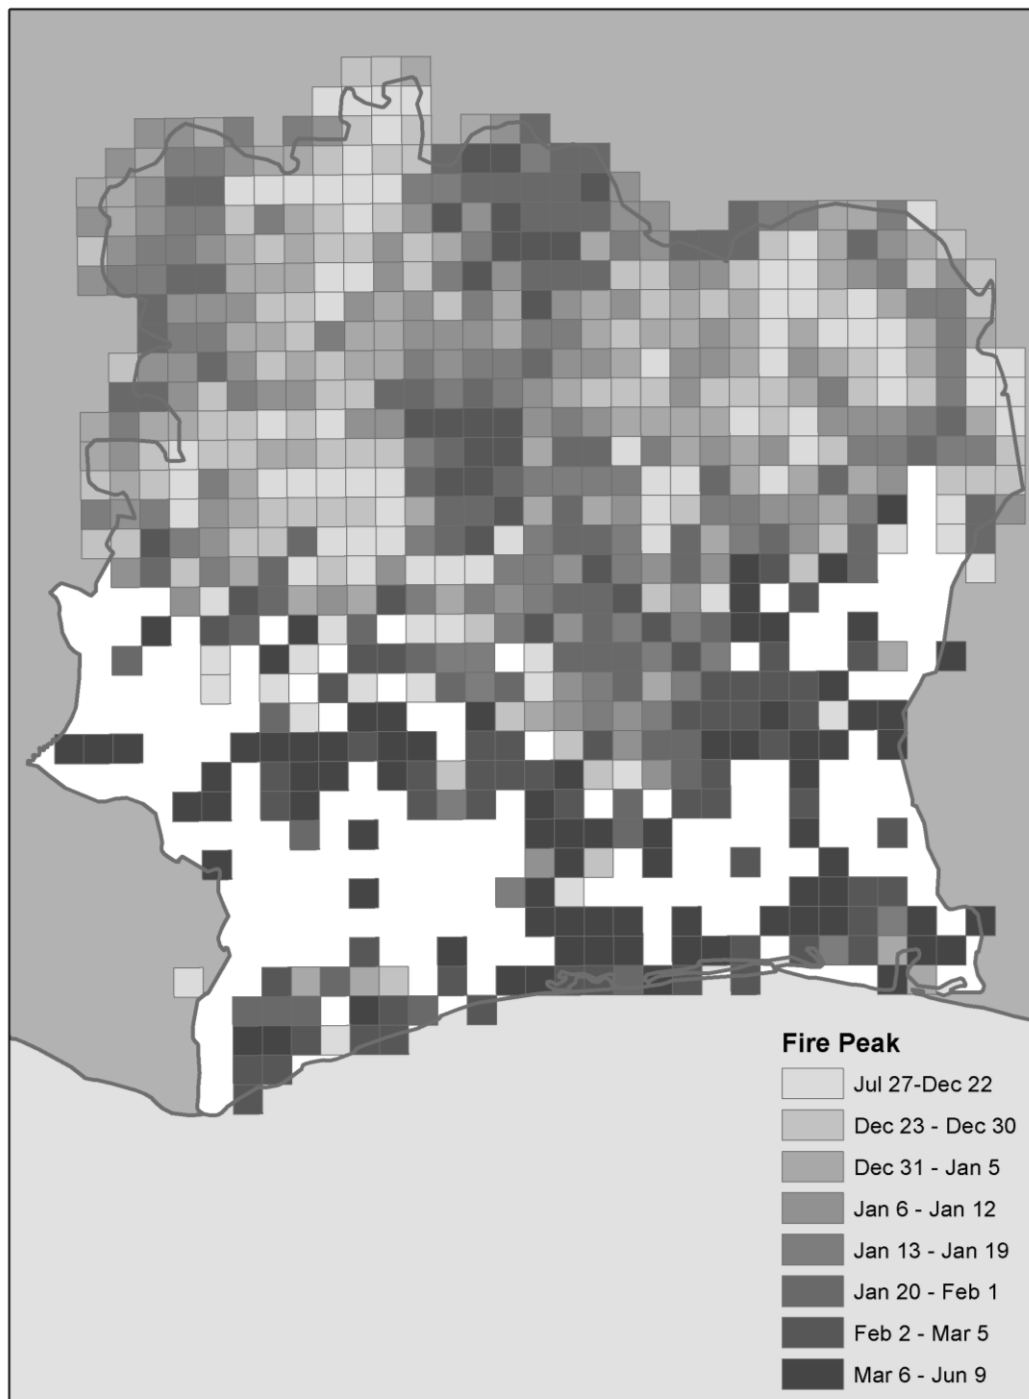 Fire Peak
Jul 27-Dec 22
Dec 23 - Dec 30
Dec 31 - Jan 5
Jan 6 - Jan 12
Jan 13 - Jan 19
Jan 20 - Feb 1
Feb 2 - Mar 5
Mar 6 - Jun 9